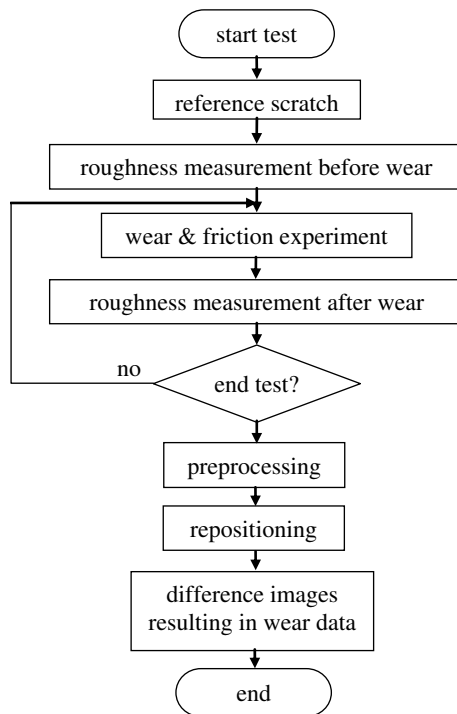 start test
reference scratch
roughness measurement before wear
wear & friction experiment
roughness measurement after wear
no
end test?
preprocessing
repositioning
difference images
resulting in wear data
end